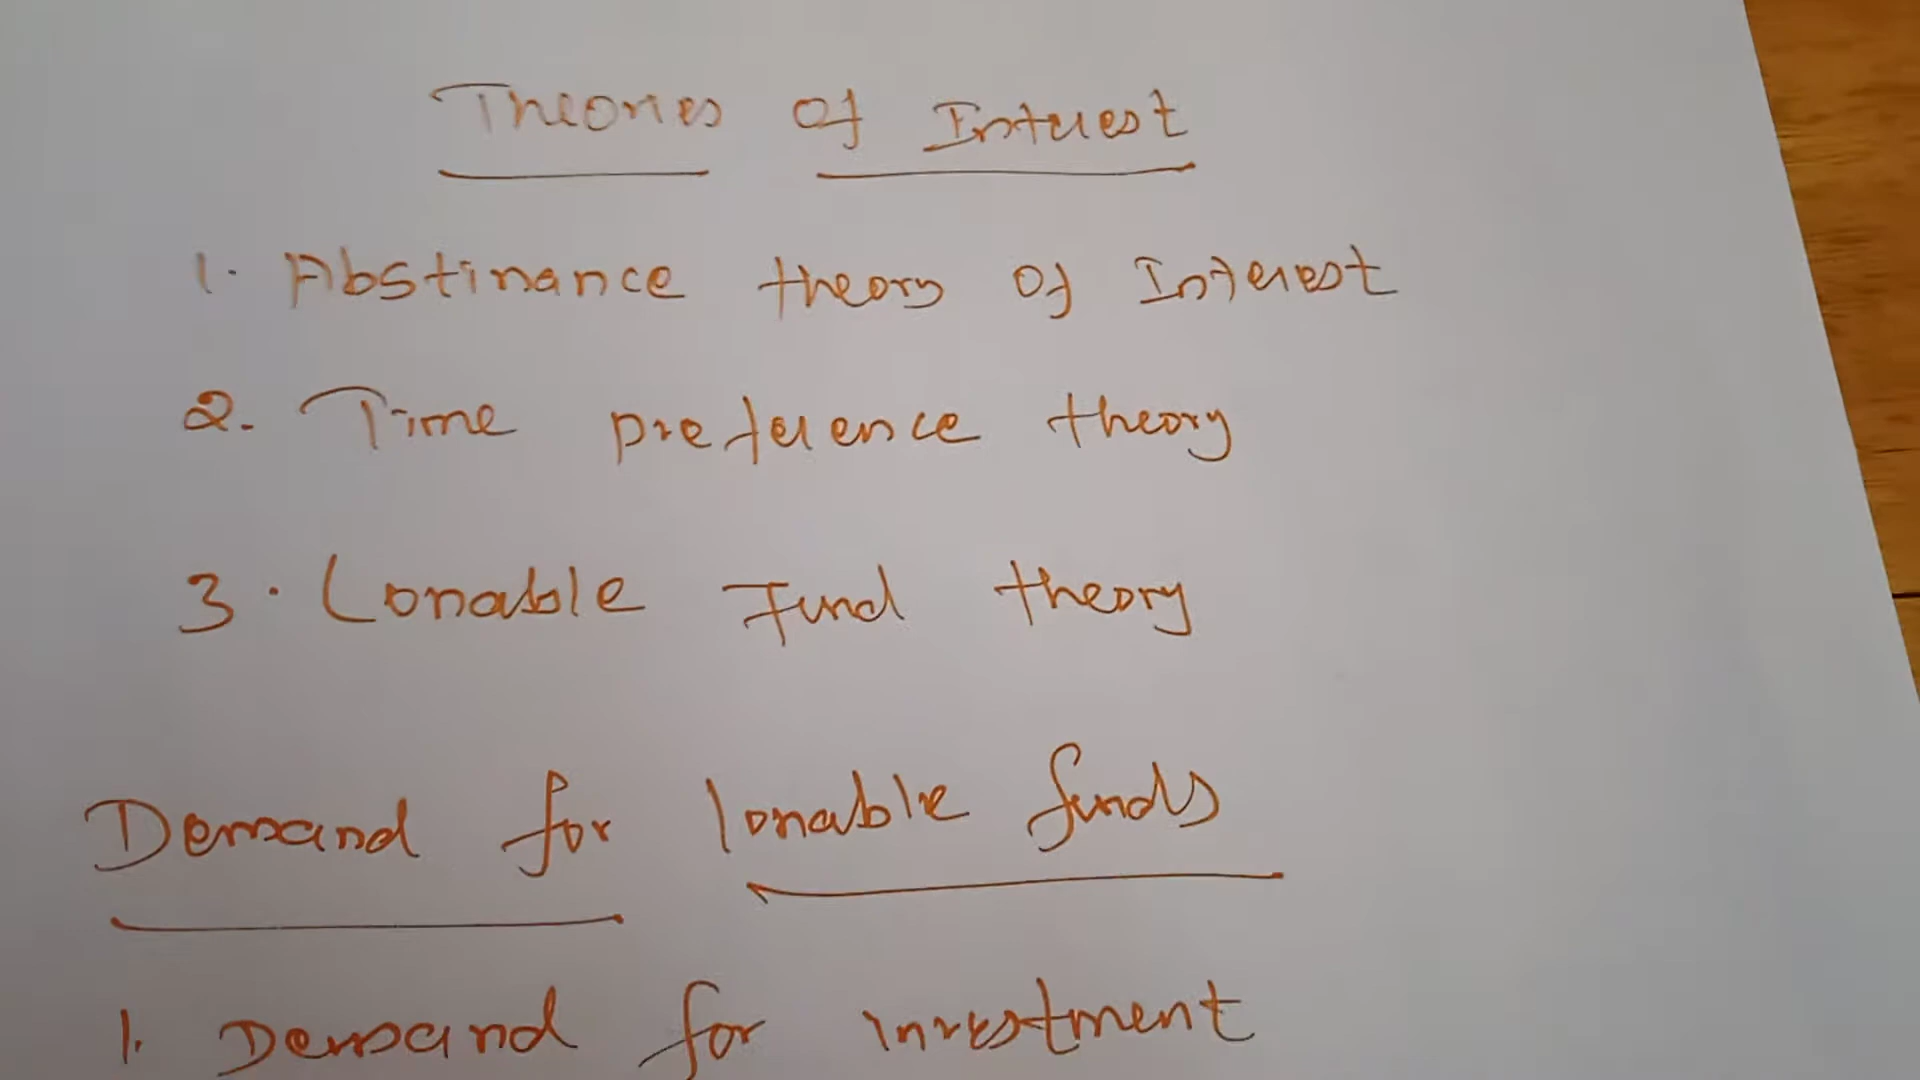 Theories of Interest
1. Abstinance theory of Interest
2. Time preference theory
3. Lonable Fund theory
Demand for lonable funds
1. Demand for investment